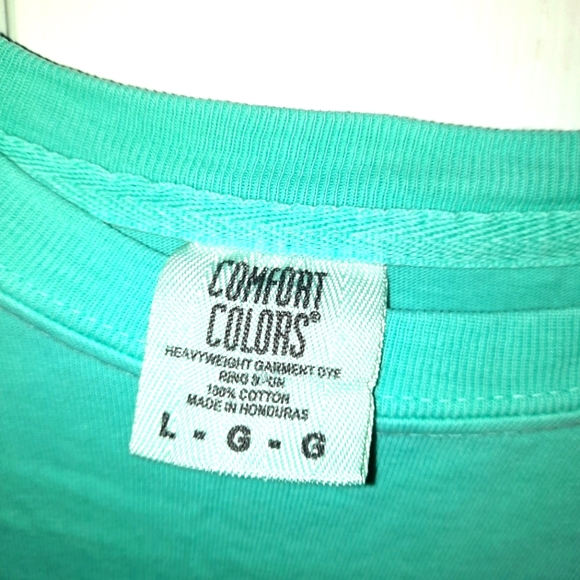 COMFORT
COLORS®
HEAVYWEIGHT GARMENT DYE
RING SPUN
100% COTTON
MADE IN HONDURAS
L - G - G